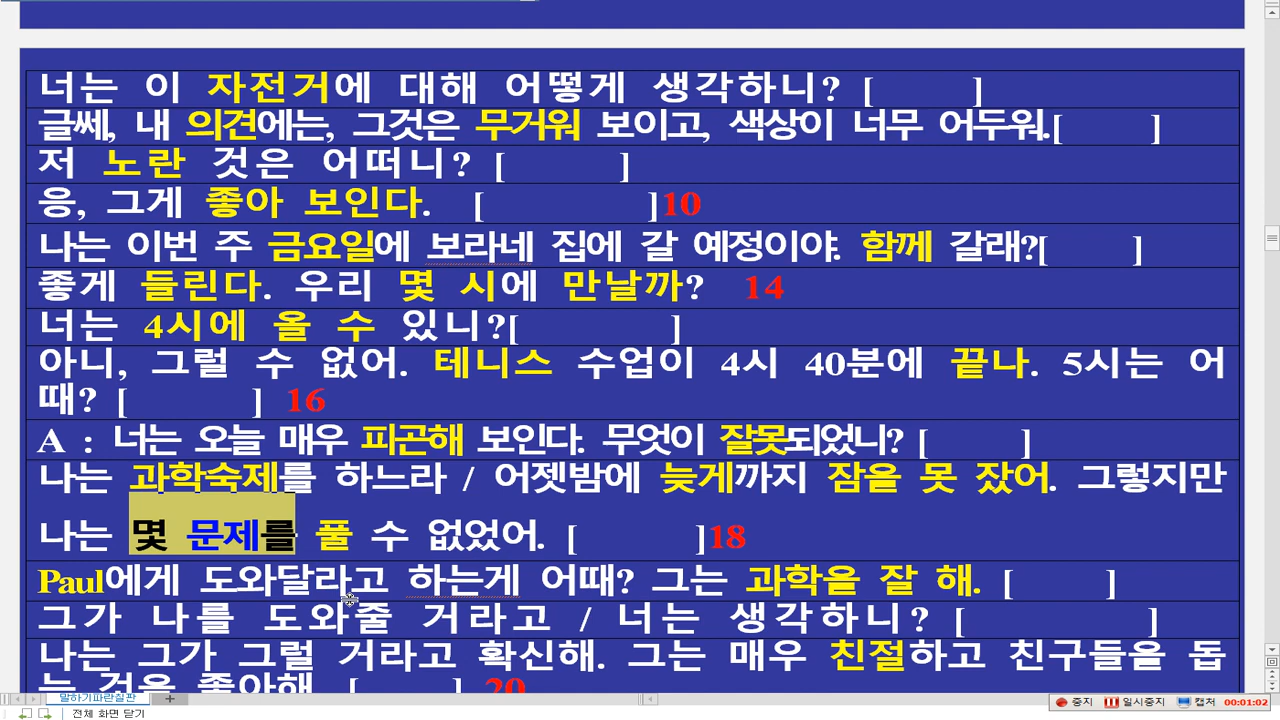 너는 이 자전거에 대해 어떻게 생각하니? [ ]
글쎄, 내 의견에는, 그것은 무거워 보이고, 색상이 너무 어두워.[ ]
저 노란 것은 어떠니? [ ]
응, 그게 좋아 보인다. [ ]10
나는 이번 주 금요일에 보라네 집에 갈 예정이야. 함께 갈래?[ ]
좋게 들린다. 우리 몇 시에 만날까? 14
너는 4시에 올 수 있니?[ ]
아니, 그럴 수 없어. 테니스 수업이 4시 40분에 끝나. 5시는 어
때? [ ] 16
A : 너는 오늘 매우 피곤해 보인다. 무엇이 잘못되었니? [ ]
나는 과학숙제를 하느라 / 어젯밤에 늦게까지 잠을 못 잤어. 그렇지만
나는 몇 문제를 풀 수 없었어. [ ]18
Paul에게 도와달라고 하는게 어때? 그는 과학을 잘 해. [ ]
그가 나를 도와줄 거라고 / 너는 생각하니? [ ]
나는 그가 그럴 거라고 확신해. 그는 매우 친절하고 친구들을 돕
는 것을 좋아해. [ ] 20
말하기파란칠판
중지 일시중지 캡처 00:01:02
전체 화면 닫기